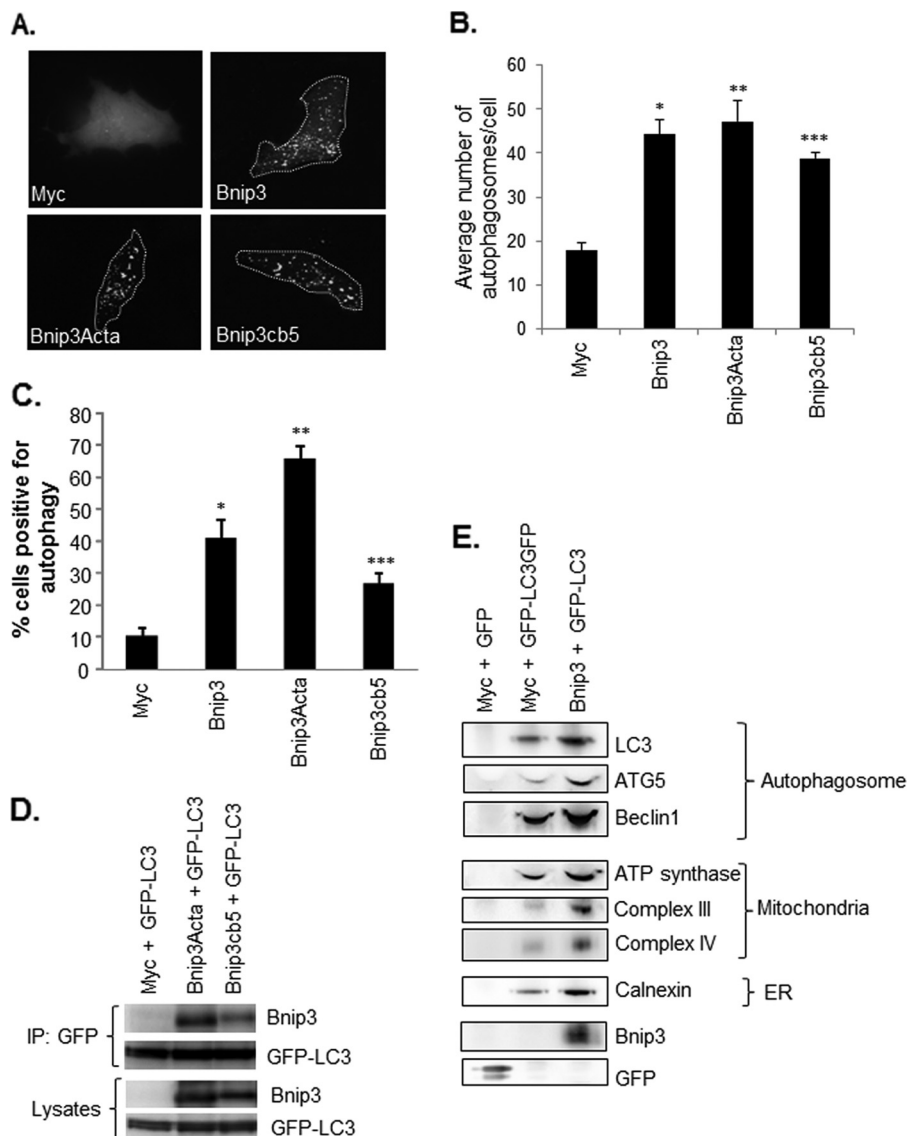 A.
Myc
Bnip3
Bnip3Acta
Bnip3cb5
B.
Average number of
autophagosomes/cell
60
50
40
30
20
10
0
*
**
***
Myc
Bnip3
Bnip3Acta
Bnip3cb5
C.
% cells positive for
autophagy
80
70
60
50
40
30
20
10
0
*
**
***
Myc
Bnip3
Bnip3Acta
Bnip3cb5
D.
Myc + GFP-LC3
Bnip3Acta + GFP-LC3
Bnip3cb5 + GFP-LC3
IP: GFP
Bnip3
GFP-LC3
Lysates
Bnip3
GFP-LC3
E.
Myc + GFP
Myc + GFP-LC3GFP
Bnip3 + GFP-LC3
LC3
ATG5
Beclin1
Autophagosome
ATP synthase
Complex III
Complex IV
Mitochondria
Calnexin
ER
Bnip3
GFP